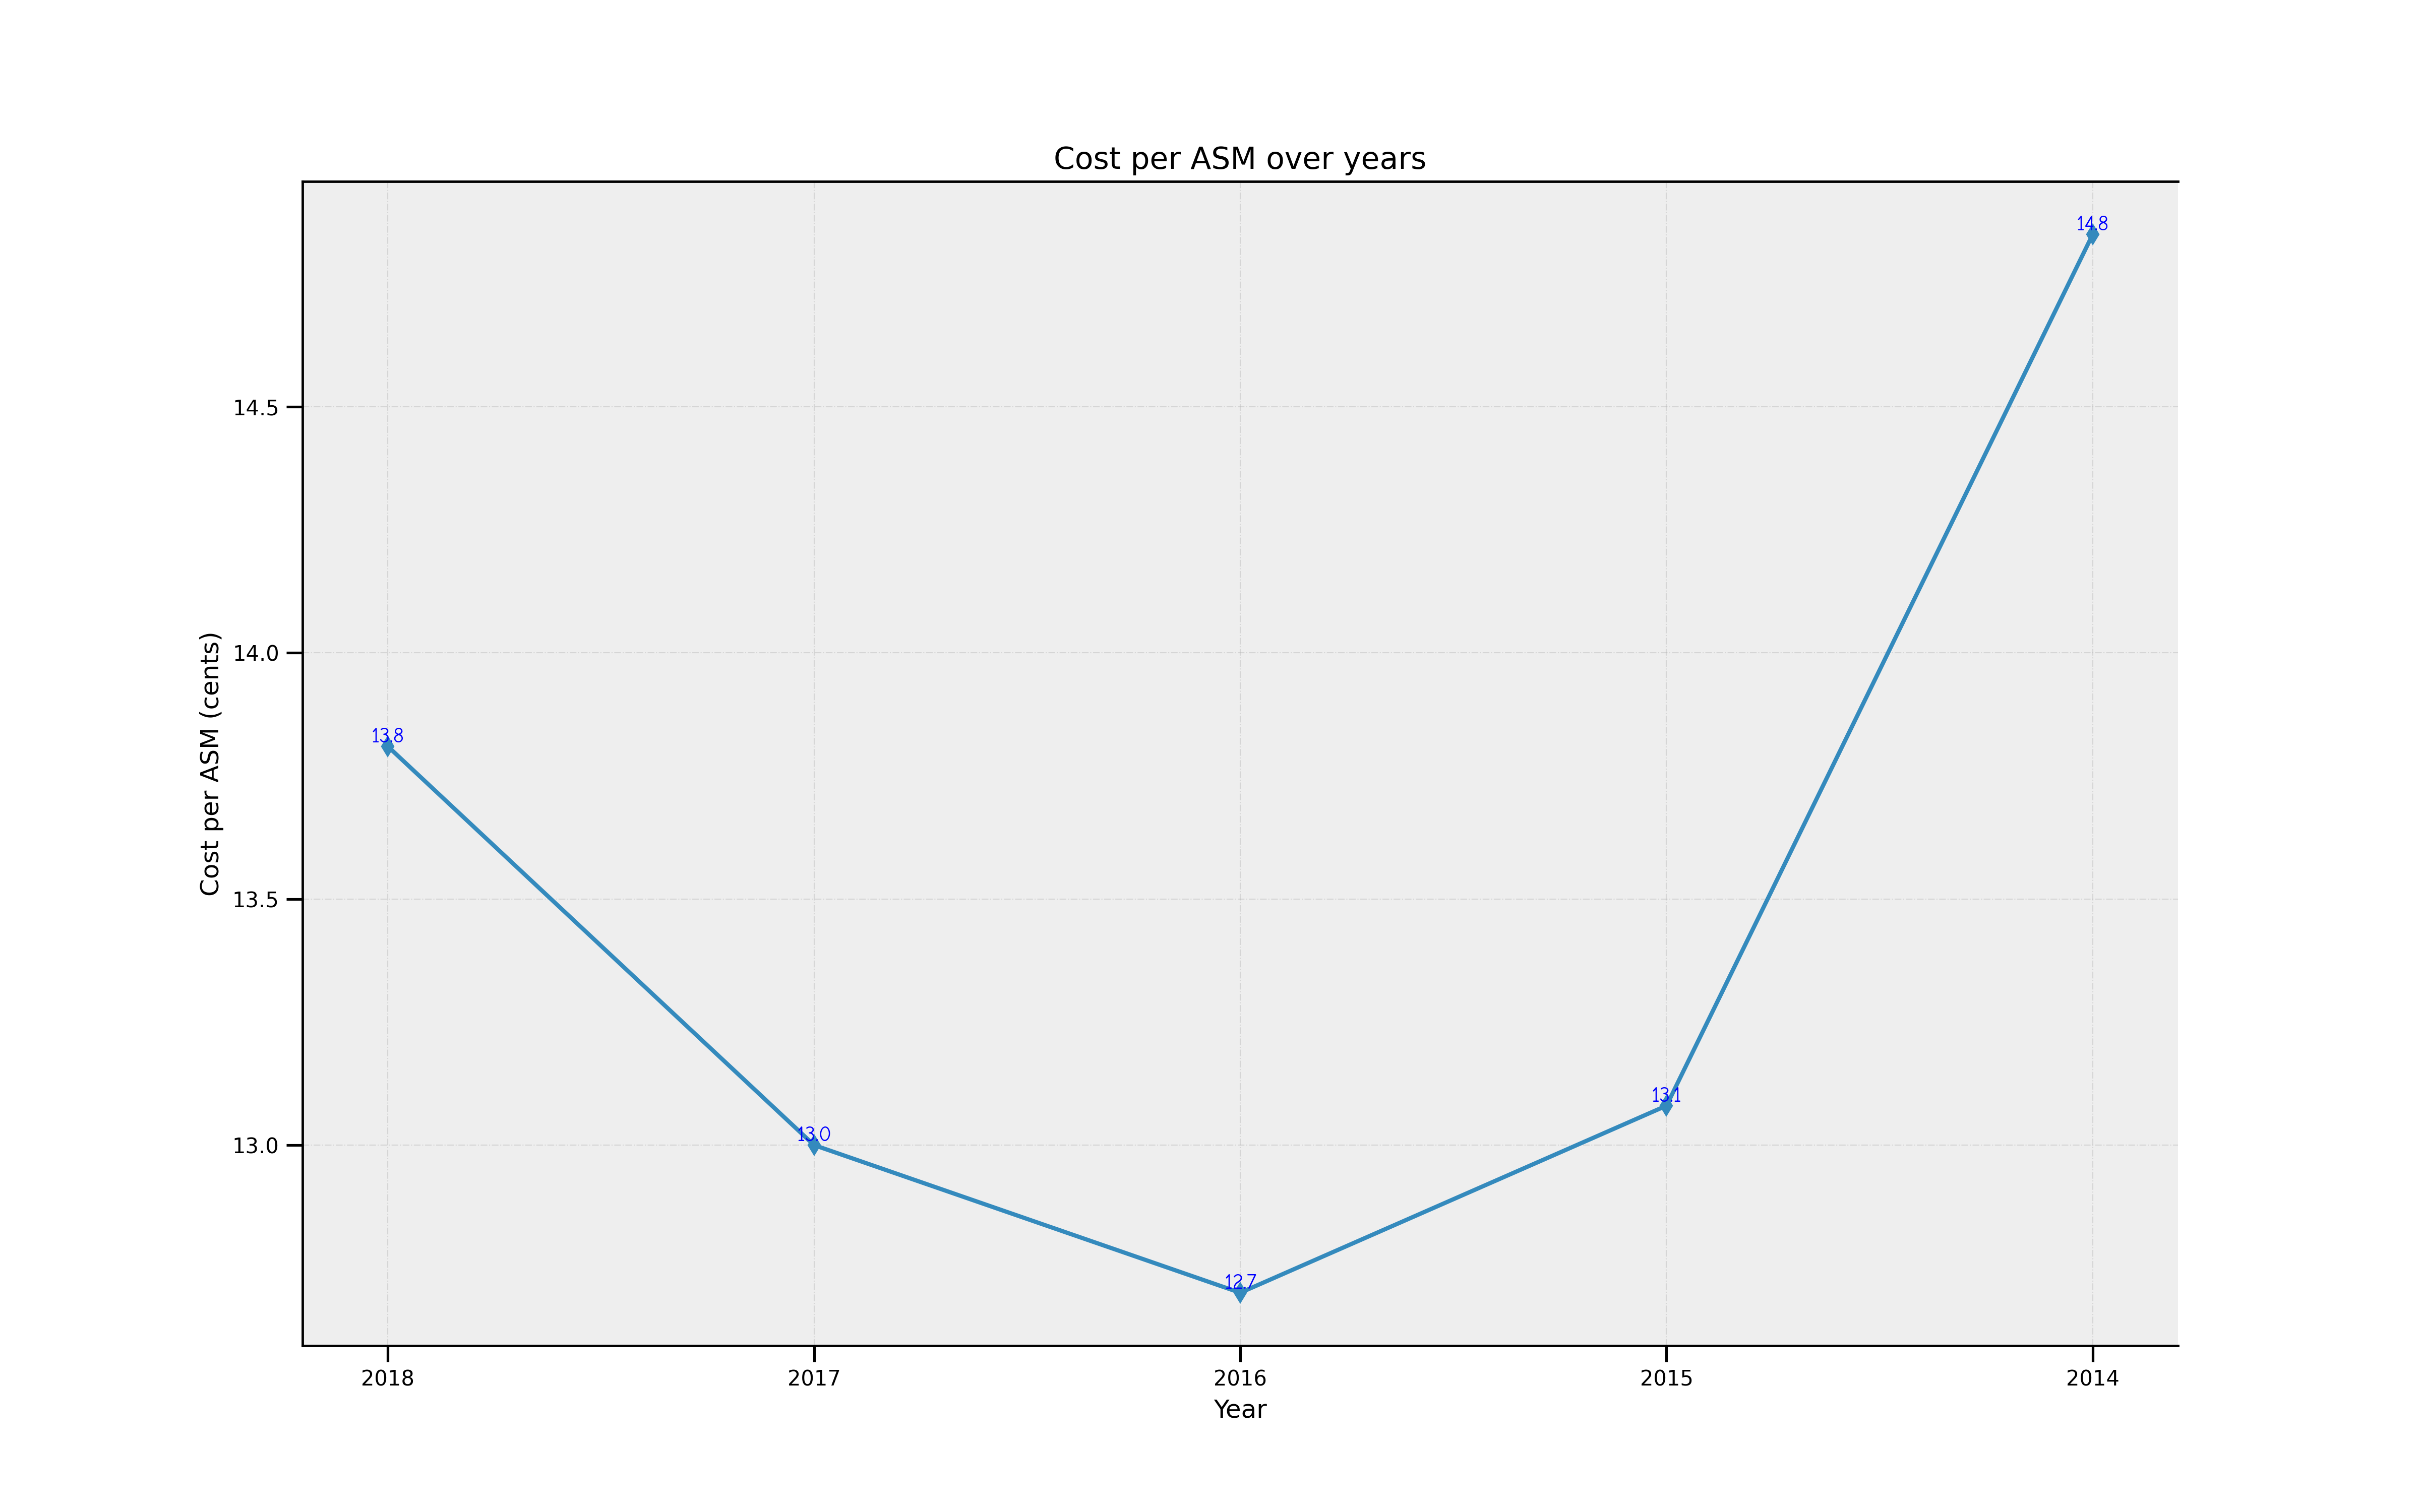 Cost per ASM over years
14.8
14.5
14.0
13.8
13.5
13.1
13.0
13.0
12.7
Cost per ASM (cents)
2018 2017 2016 2015 2014
Year